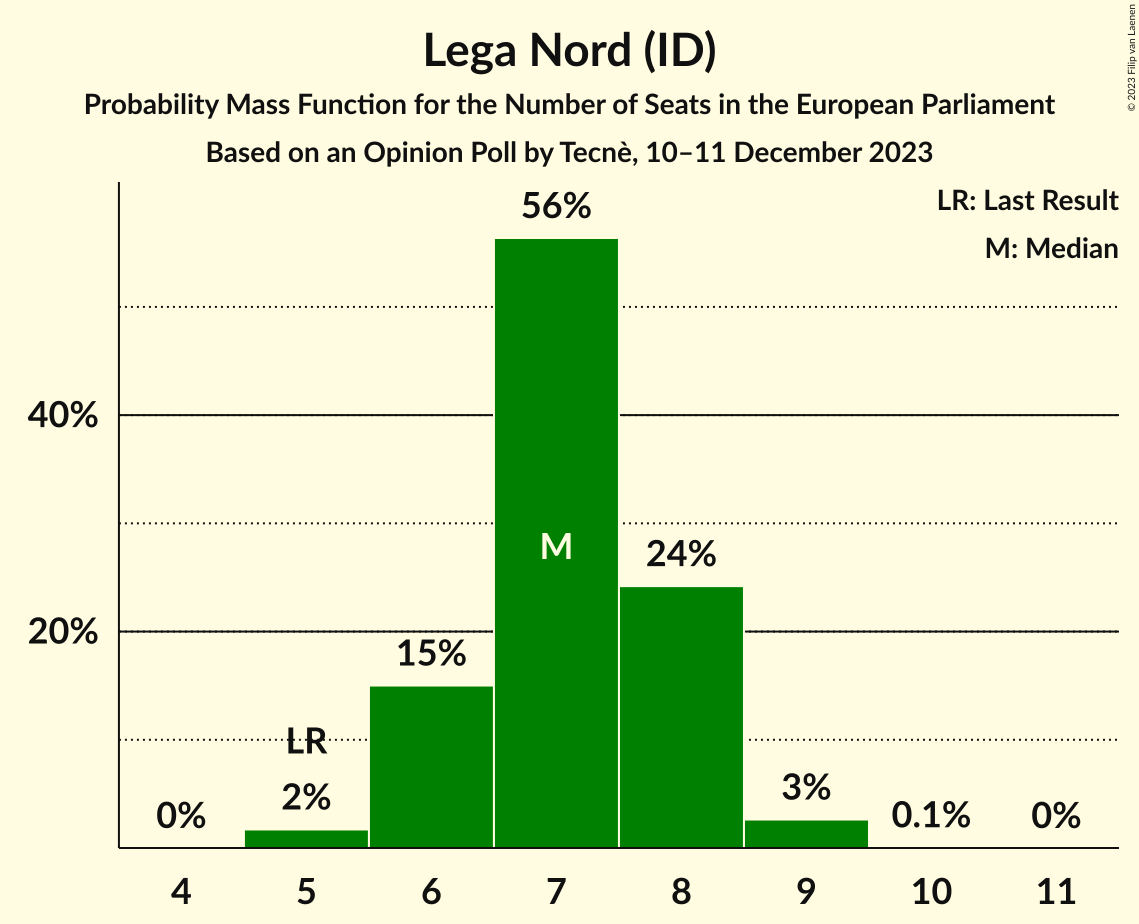 Lega Nord (ID)
Probability Mass Function for the Number of Seats in the European Parliament
Based on an Opinion Poll by Tecnè, 10–11 December 2023
© 2023 Filip van Laenen
LR: Last Result
M: Median
56%
40%
M
24%
20%
15%
LR
2%
3%
0%
0.1%
0%
4 5 6 7 8 9 10 11